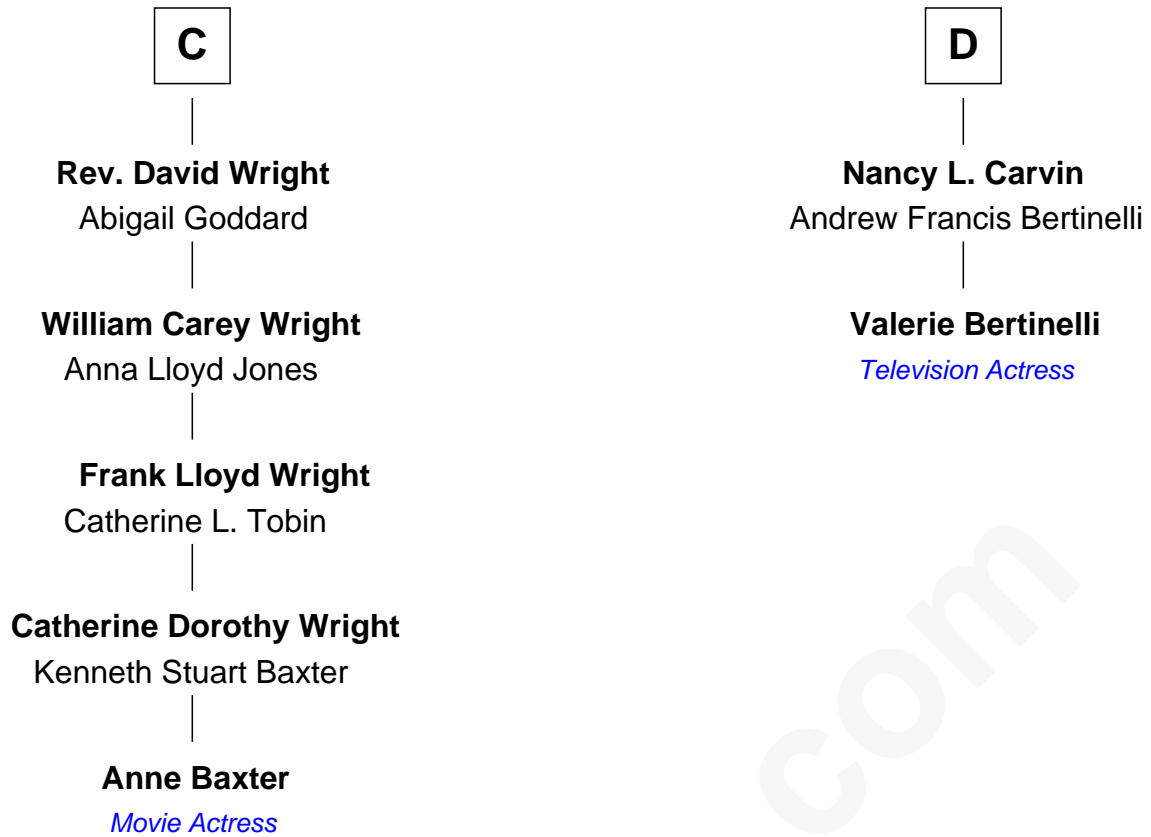 C
Rev. David Wright
Abigail Goddard
William Carey Wright
Anna Lloyd Jones
Frank Lloyd Wright
Catherine L. Tobin
Catherine Dorothy Wright
Kenneth Stuart Baxter
Anne Baxter
Movie Actress
D
Nancy L. Carvin
Andrew Francis Bertinelli
Valerie Bertinelli
Television Actress
com